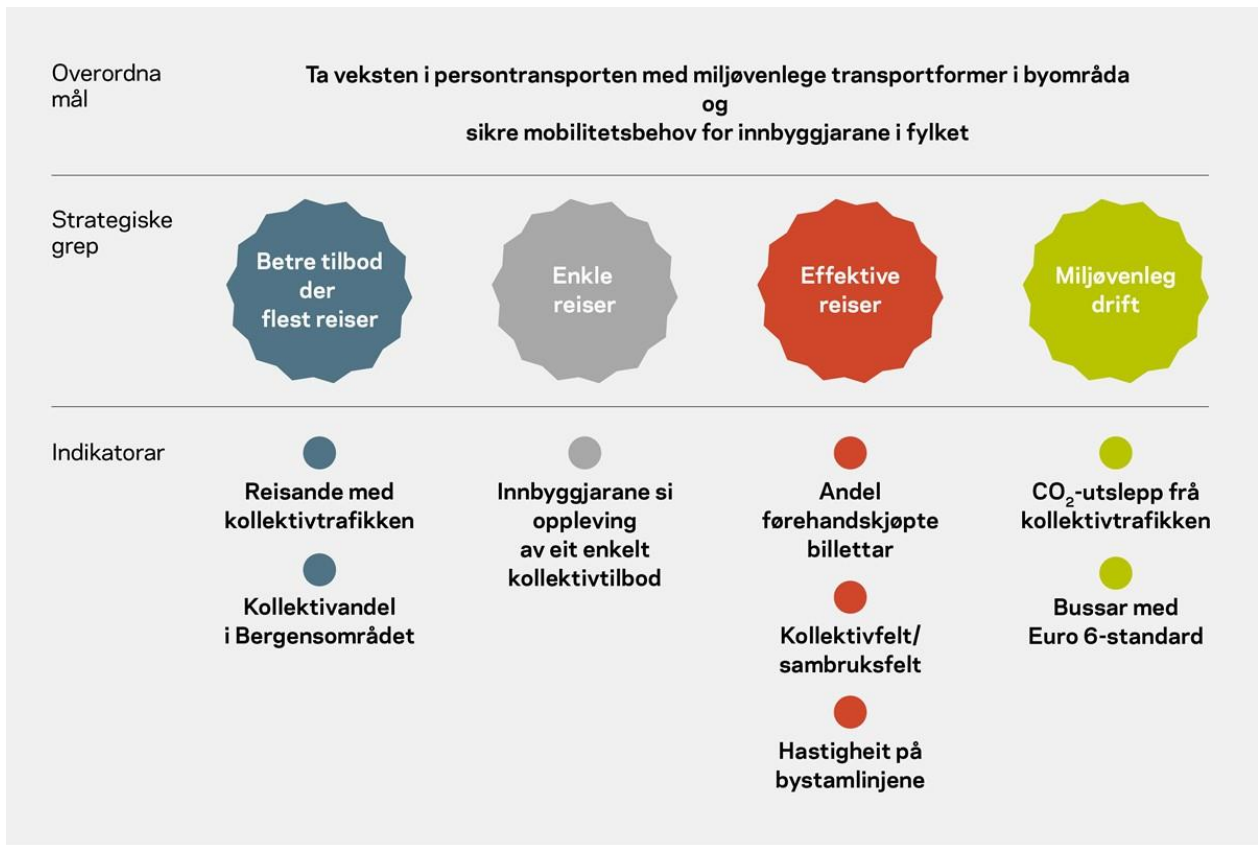 Overordna
mål
Ta veksten i persontransporten med miljøvenlege transportformer i byområda
og
sikre mobilitetsbehov for innbyggjarane i fylket
Strategiske
grep
Betre tilbod
der
flest reiser
Enkle
reiser
Effektive
reiser
Miljøvenleg
drift
Indikatorar
Reisande med
kollektivtrafikken
Kollektivandel
i Bergensområdet
Innbyggjarane si
oppleving
av eit enkelt
kollektivtilbod
Andel
førehandskjøpte
billettar
Kollektivfelt/
sambruksfelt
Hastigheit på
bystamlinjene
CO₂-utslepp frå
kollektivtrafikken
Bussar med
Euro 6-standard